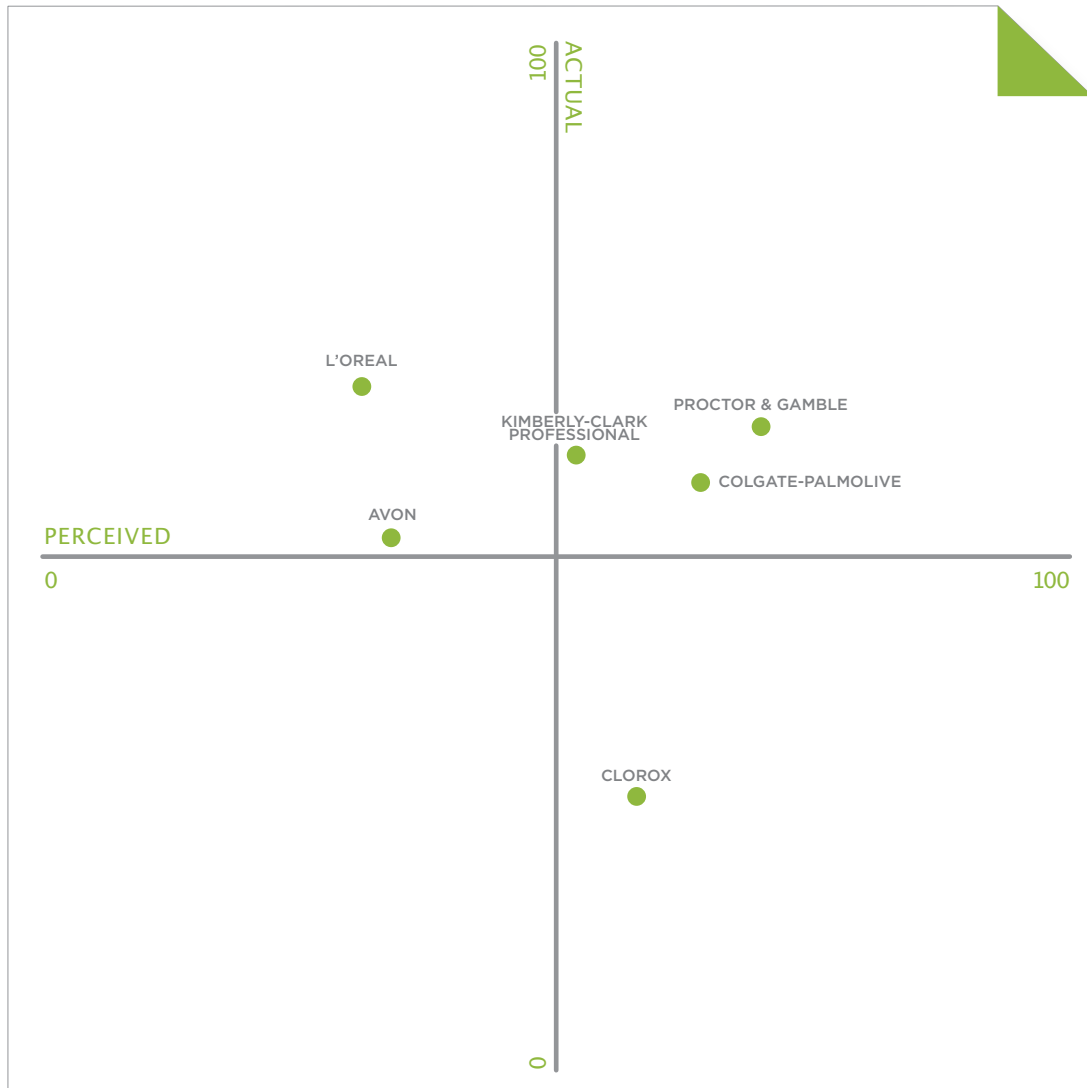 100
ACTUAL
L'OREAL
PROCTOR & GAMBLE
KIMBERLY-CLARK
PROFESSIONAL
COLGATE-PALMOLIVE
AVON
PERCEIVED
0
100
CLOROX
0